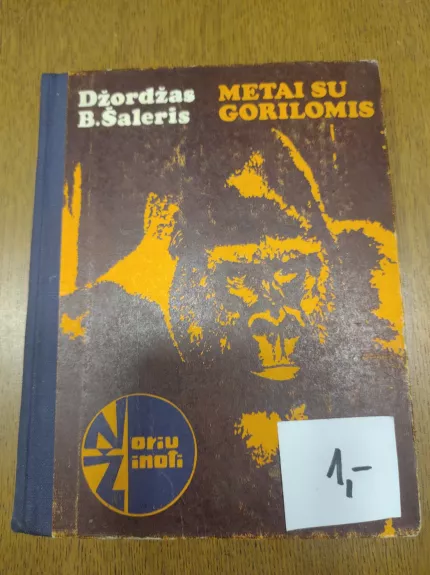 Džordžas
B.Šaleris
METAI SU
GORILOMIS
Noriu
Žinoti
1,-